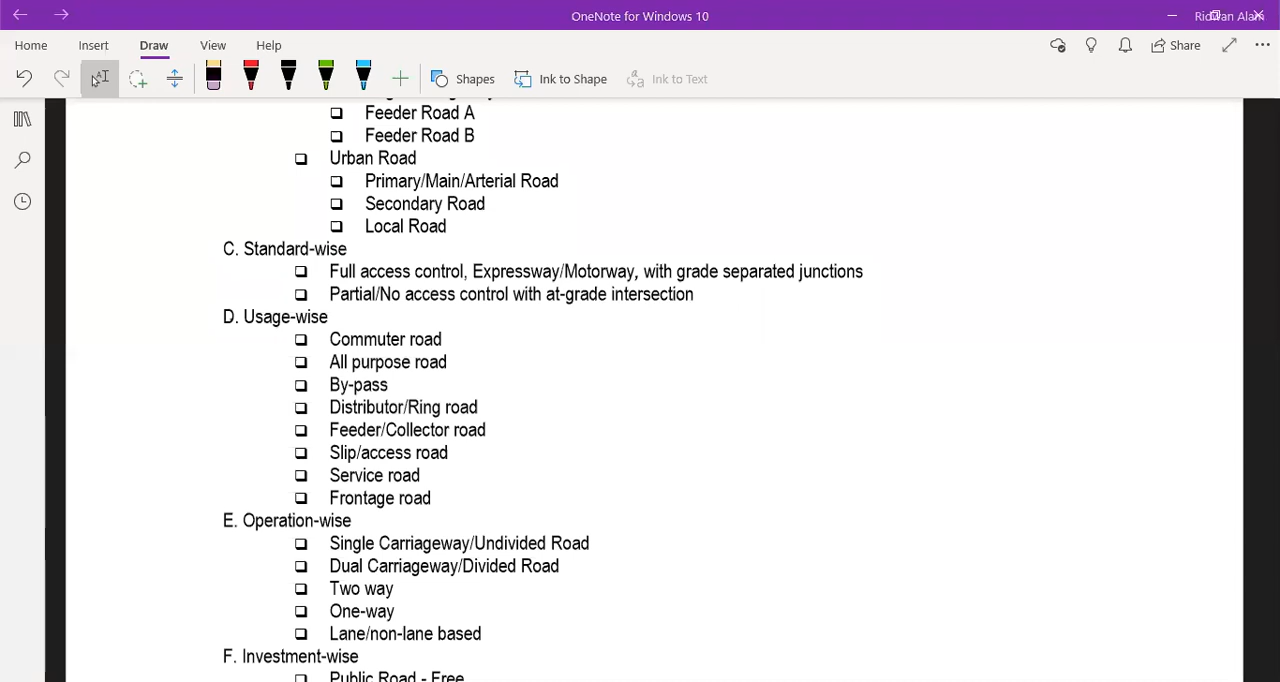 OneNote for Windows 10
Ridwan Alam
Home Insert Draw View Help
Share
Shapes Ink to Shape Ink to Text
Feeder Road A
Feeder Road B
Urban Road
Primary/Main/Arterial Road
Secondary Road
Local Road
C. Standard-wise
Full access control, Expressway/Motorway, with grade separated junctions
Partial/No access control with at-grade intersection
D. Usage-wise
Commuter road
All purpose road
By-pass
Distributor/Ring road
Feeder/Collector road
Slip/access road
Service road
Frontage road
E. Operation-wise
Single Carriageway/Undivided Road
Dual Carriageway/Divided Road
Two way
One-way
Lane/non-lane based
F. Investment-wise
Public Road - Free